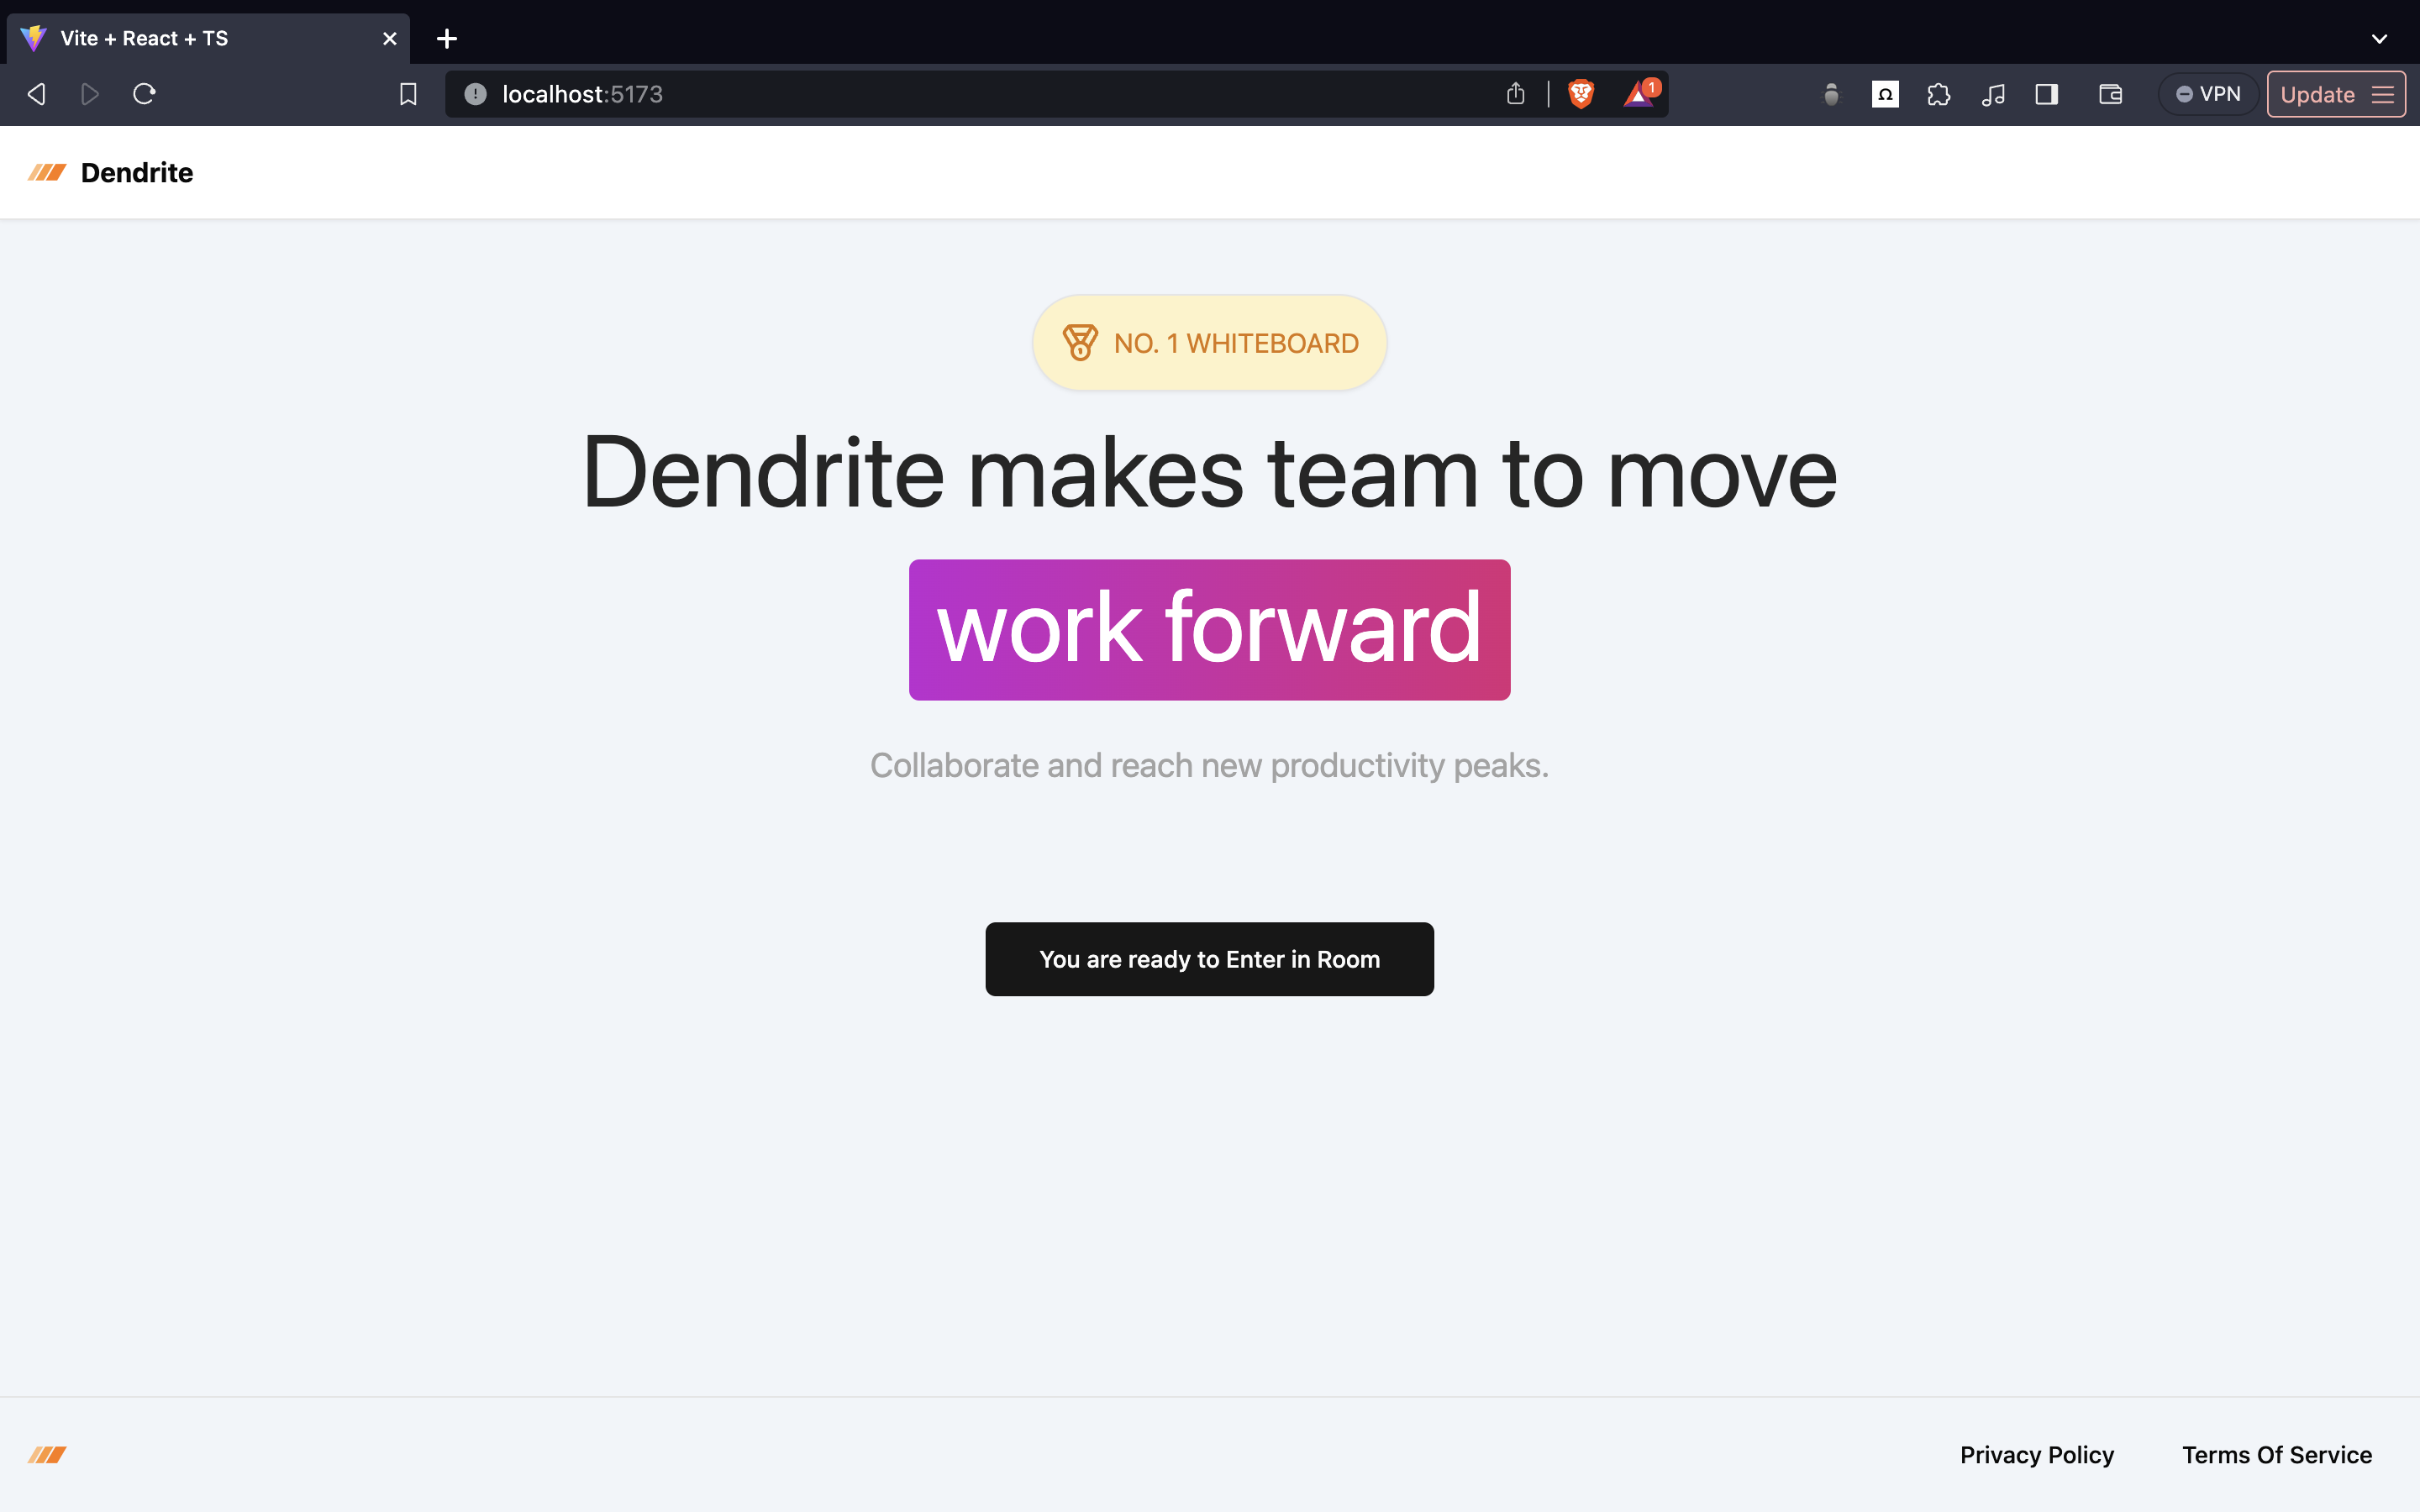 Vite + React + TS
localhost:5173
1
VPN
Update
Dendrite
NO. 1 WHITEBOARD
Dendrite makes team to move
work forward
Collaborate and reach new productivity peaks.
You are ready to Enter in Room
Privacy Policy
Terms Of Service